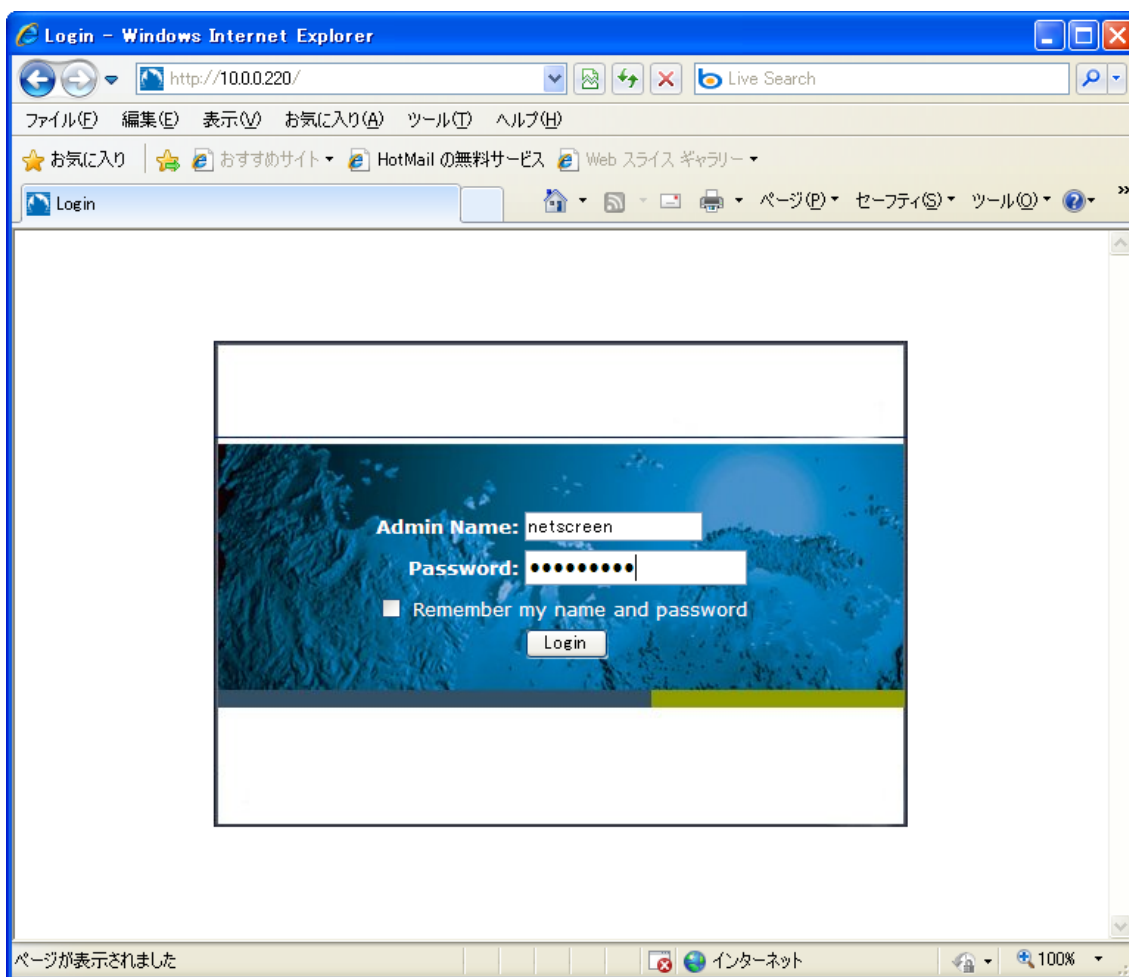 Login - Windows Internet Explorer
http://10.0.0.220/
Live Search
ファイル(F) 編集(E) 表示(V) お気に入り(A) ツール(T) ヘルプ(H)
お気に入り おすすめサイト HotMail の無料サービス Web スライス ギャラリー
Login ページ(P) セーフティ(S) ツール(O) »
Admin Name: netscreen
Password: •••••••••
Remember my name and password
Login
ページが表示されました インターネット 100%